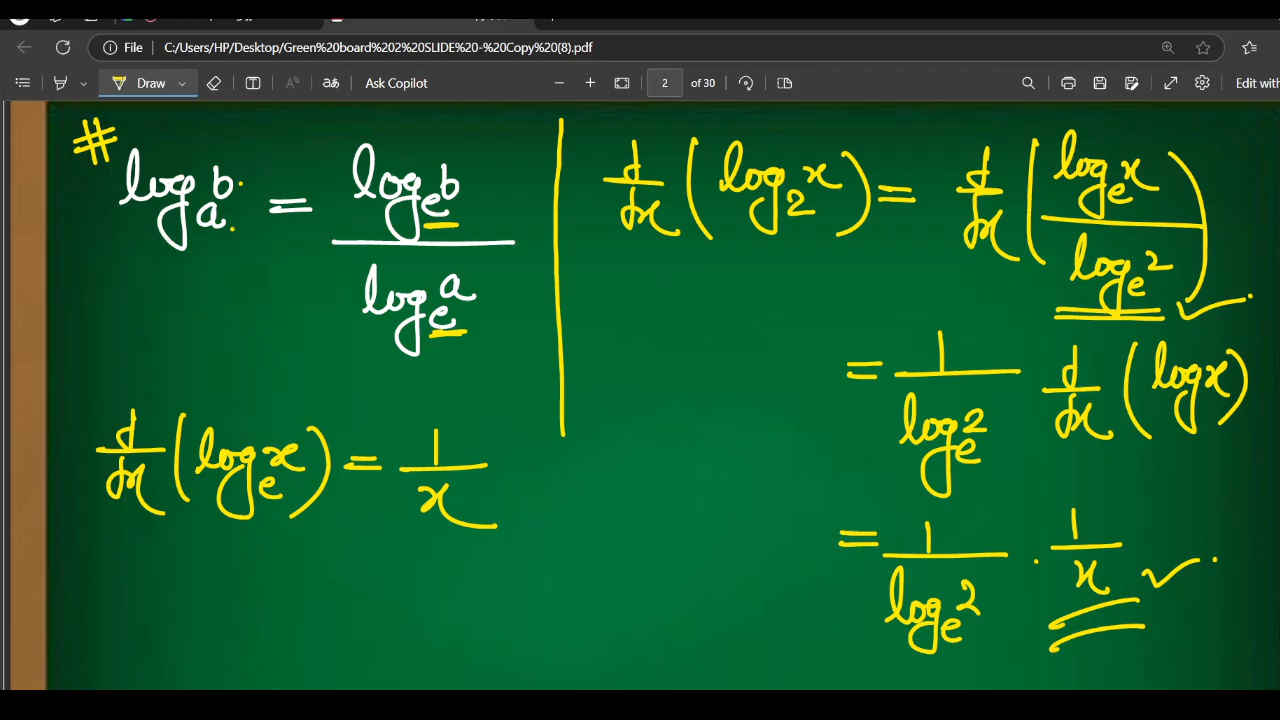 File C:/Users/HP/Desktop/Green%20board%202%20SLIDE%20-%20Copy%20(8).pdf
Draw Ask Copilot 2 of 30 Edit with
#
log_a b = log_e b / log_e a
d/dx (log_e x) = 1/x
d/dx (log_2 x) = d/dx (log_e x / log_e 2) ✓
= 1/log_e 2 d/dx (log x)
= 1/log_e 2 · 1/x ✓